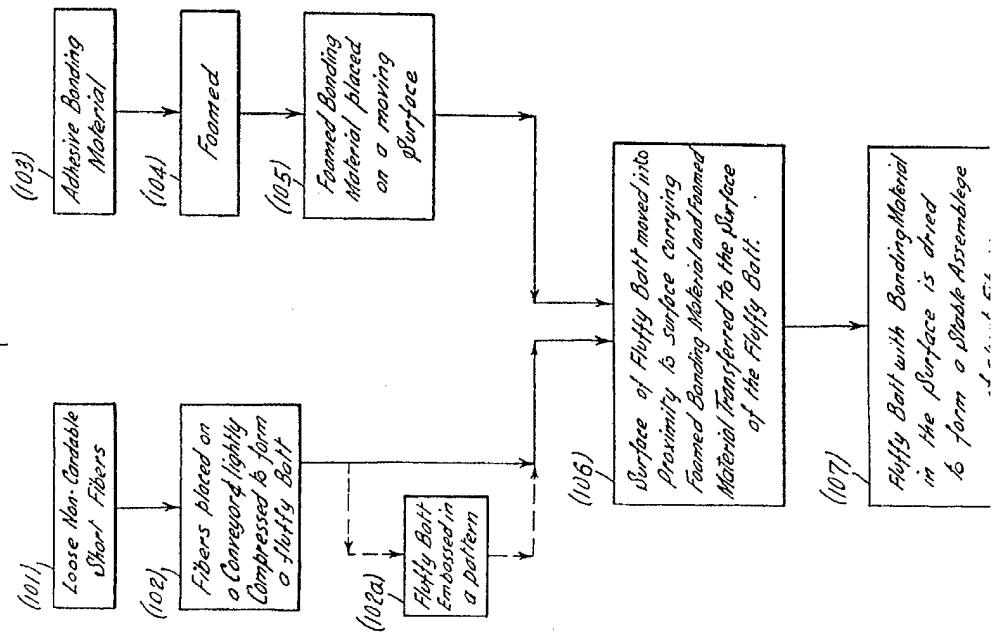 (101)
Loose Non-Cardable
Short Fibers
(102)
Fibers placed on
a Conveyor & lightly
Compressed to form
a fluffy Batt
(102a)
Fluffy Batt
Embossed in
a pattern
(103)
Adhesive Bonding
Material
(104)
Foamed
(105)
Foamed Bonding
Material placed
on a moving
Surface
(106)
Surface of Fluffy Batt moved into
Proximity to surface carrying
Foamed Bonding Material and Foamed
Material Transferred to the Surface
of the Fluffy Batt.
(107)
Fluffy Batt with Bonding Material
in the Surface is dried
to form a Stable Assemblege
of